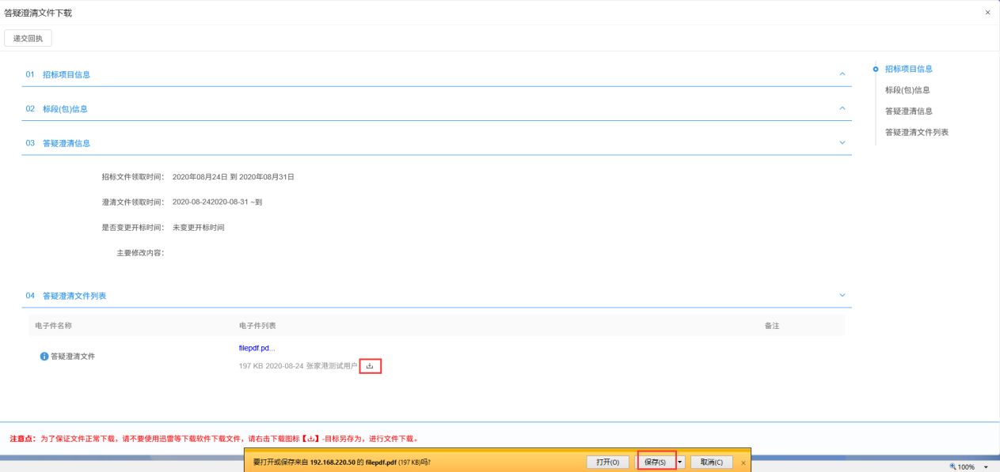 答疑澄清文件下载
×
递交回执
01 招标项目信息
02 标段(包)信息
03 答疑澄清信息
招标文件领取时间: 2020年08月24日 到 2020年08月31日
澄清文件领取时间: 2020-08-242020-08-31 ~到
是否变更开标时间: 未变更开标时间
主要修改内容:
04 答疑澄清文件列表
电子件名称 电子件列表 备注
答疑澄清文件
filepdf.pd...
197 KB 2020-08-24 张家港测试用户
招标项目信息
标段(包)信息
答疑澄清信息
答疑澄清文件列表
注意点：为了保证文件正常下载，请不要使用迅雷等下载软件下载文件，请右击下载图标【】-目标另存为，进行文件下载。
要打开或保存来自 192.168.220.50 的 filepdf.pdf (197 KB)吗? 打开(O) 保存(S) 取消(C) ×
100%